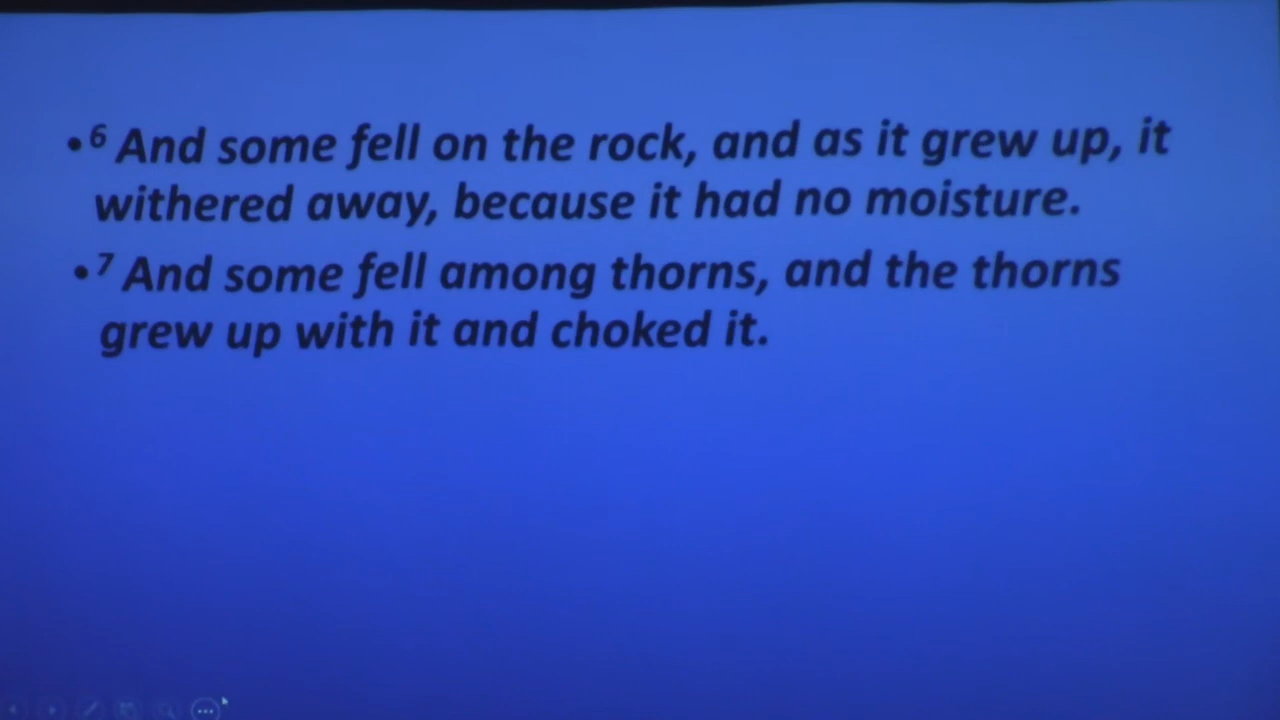 • 6 And some fell on the rock, and as it grew up, it
withered away, because it had no moisture.
• 7 And some fell among thorns, and the thorns
grew up with it and choked it.